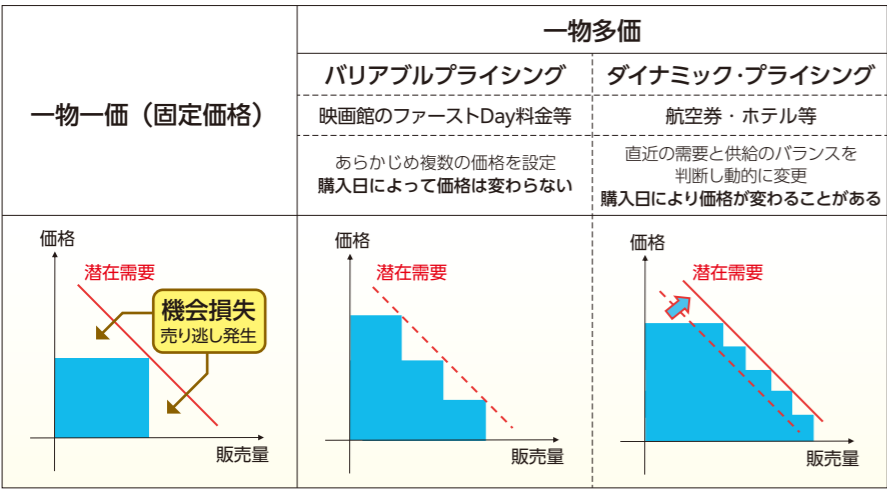 一物一価（固定価格）
一物多価
バリアブルプライシング
映画館のファーストDay料金等
あらかじめ複数の価格を設定
購入日によって価格は変わらない
ダイナミック・プライシング
航空券・ホテル等
直近の需要と供給のバランスを
判断し動的に変更
購入日により価格が変わることがある
価格
潜在需要
機会損失
売り逃し発生
販売量
価格
潜在需要
販売量
価格
潜在需要
販売量